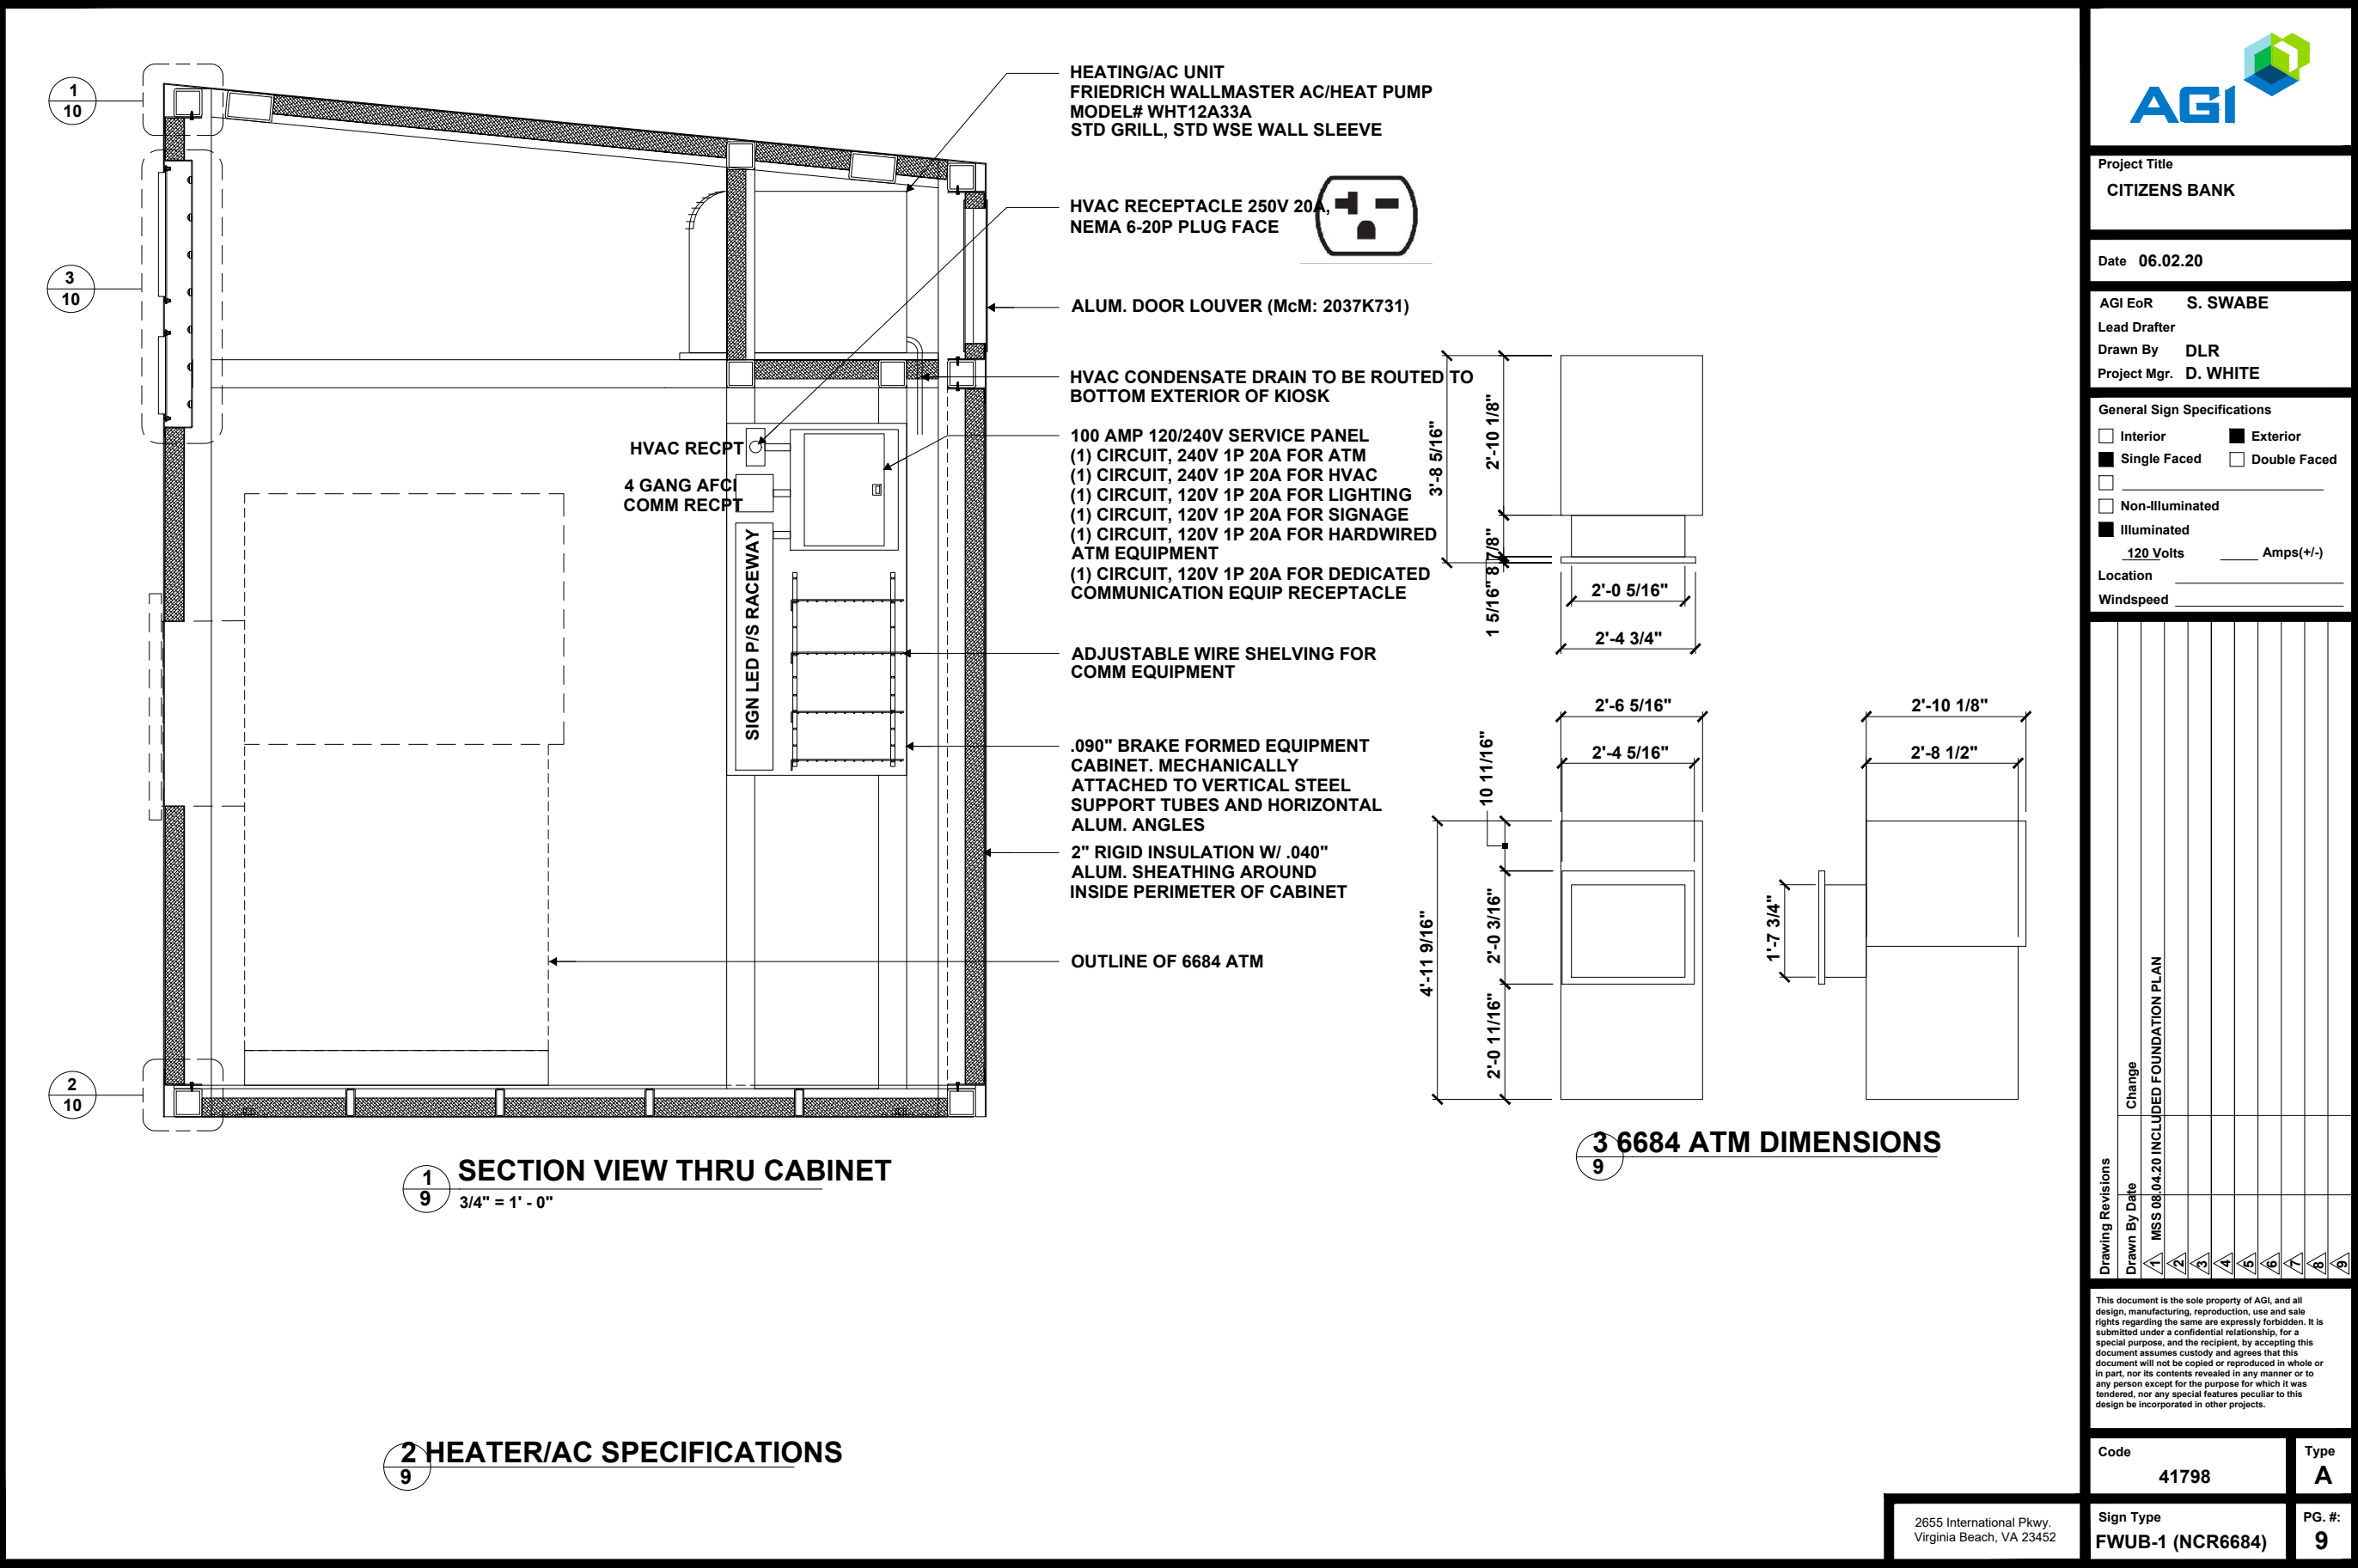 1
10
3
10
2
10
HEATING/AC UNIT
FRIEDRICH WALLMASTER AC/HEAT PUMP
MODEL# WHT12A33A
STD GRILL, STD WSE WALL SLEEVE
HVAC RECEPTACLE 250V 20A,
NEMA 6-20P PLUG FACE
ALUM. DOOR LOUVER (McM: 2037K731)
HVAC CONDENSATE DRAIN TO BE ROUTED TO
BOTTOM EXTERIOR OF KIOSK
HVAC RECPT
4 GANG AFCI
COMM RECPT
SIGN LED P/S RACEWAY
100 AMP 120/240V SERVICE PANEL
(1) CIRCUIT, 240V 1P 20A FOR ATM
(1) CIRCUIT, 240V 1P 20A FOR HVAC
(1) CIRCUIT, 120V 1P 20A FOR LIGHTING
(1) CIRCUIT, 120V 1P 20A FOR SIGNAGE
(1) CIRCUIT, 120V 1P 20A FOR HARDWIRED
ATM EQUIPMENT
(1) CIRCUIT, 120V 1P 20A FOR DEDICATED
COMMUNICATION EQUIP RECEPTACLE
ADJUSTABLE WIRE SHELVING FOR
COMM EQUIPMENT
.090" BRAKE FORMED EQUIPMENT
CABINET. MECHANICALLY
ATTACHED TO VERTICAL STEEL
SUPPORT TUBES AND HORIZONTAL
ALUM. ANGLES
2" RIGID INSULATION W/ .040"
ALUM. SHEATHING AROUND
INSIDE PERIMETER OF CABINET
OUTLINE OF 6684 ATM
1
9
SECTION VIEW THRU CABINET
3/4" = 1' - 0"
2
9
HEATER/AC SPECIFICATIONS
3'-8 5/16"
2'-10 1/8"
8 7/8"
1 5/16"
2'-0 5/16"
2'-4 3/4"
2'-6 5/16"
2'-4 5/16"
10 11/16"
4'-11 9/16"
2'-0 3/16"
2'-0 11/16"
2'-10 1/8"
2'-8 1/2"
1'-7 3/4"
3
9
6684 ATM DIMENSIONS
AGI
Project Title
CITIZENS BANK
Date 06.02.20
AGI EoR S. SWABE
Lead Drafter
Drawn By DLR
Project Mgr. D. WHITE
General Sign Specifications
Interior Exterior
Single Faced Double Faced
Non-Illuminated
Illuminated
120 Volts Amps(+/-)
Location
Windspeed
Drawing Revisions
Drawn By Date Change
1 MSS 08.04.20 INCLUDED FOUNDATION PLAN
2
3
4
5
6
7
8
9
This document is the sole property of AGI, and all
design, manufacturing, reproduction, use and sale
rights regarding the same are expressly forbidden. It is
submitted under a confidential relationship, for a
special purpose, and the recipient, by accepting this
document assumes custody and agrees that this
document will not be copied or reproduced in whole or
in part, nor its contents revealed in any manner or to
any person except for the purpose for which it was
tendered, nor any special features peculiar to this
design be incorporated in other projects.
Code
41798
Type
A
2655 International Pkwy.
Virginia Beach, VA 23452
Sign Type
FWUB-1 (NCR6684)
PG. #:
9